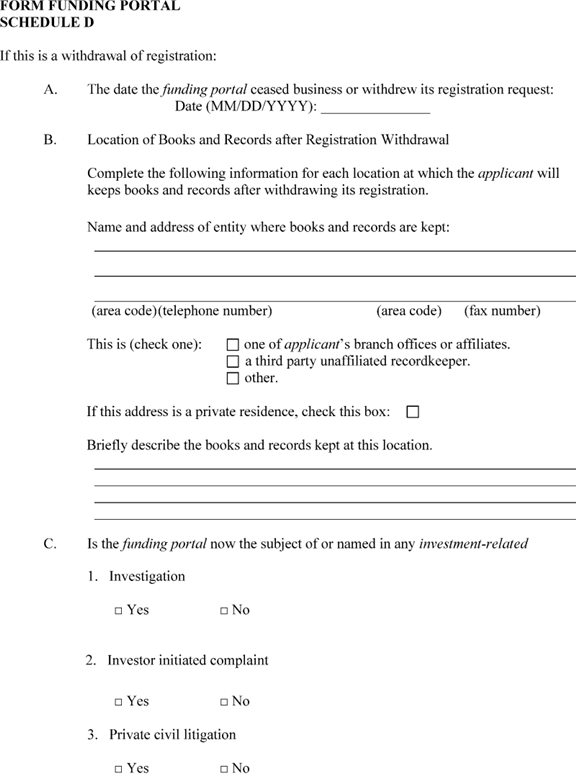 FORM FUNDING PORTAL
SCHEDULE D
If this is a withdrawal of registration:
A. The date the funding portal ceased business or withdrew its registration request:
Date (MM/DD/YYYY): _______________
B. Location of Books and Records after Registration Withdrawal
Complete the following information for each location at which the applicant will
keeps books and records after withdrawing its registration.
Name and address of entity where books and records are kept:
(area code)(telephone number) (area code) (fax number)
This is (check one): □ one of applicant’s branch offices or affiliates.
□ a third party unaffiliated recordkeeper.
□ other.
If this address is a private residence, check this box: □
Briefly describe the books and records kept at this location.
C. Is the funding portal now the subject of or named in any investment-related
1. Investigation
□ Yes □ No
2. Investor initiated complaint
□ Yes □ No
3. Private civil litigation
□ Yes □ No